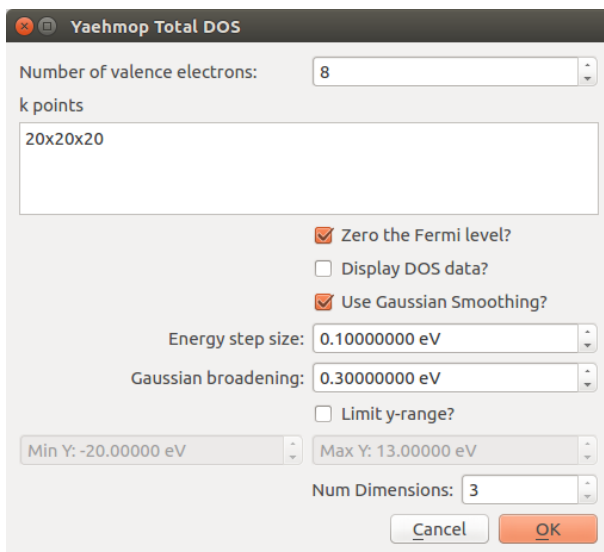 Yaehmop Total DOS
Number of valence electrons: 8
k points
20x20x20
Zero the Fermi level?
Display DOS data?
Use Gaussian Smoothing?
Energy step size: 0.10000000 eV
Gaussian broadening: 0.30000000 eV
Limit y-range?
Min Y: -20.00000 eV Max Y: 13.00000 eV
Num Dimensions: 3
Cancel OK